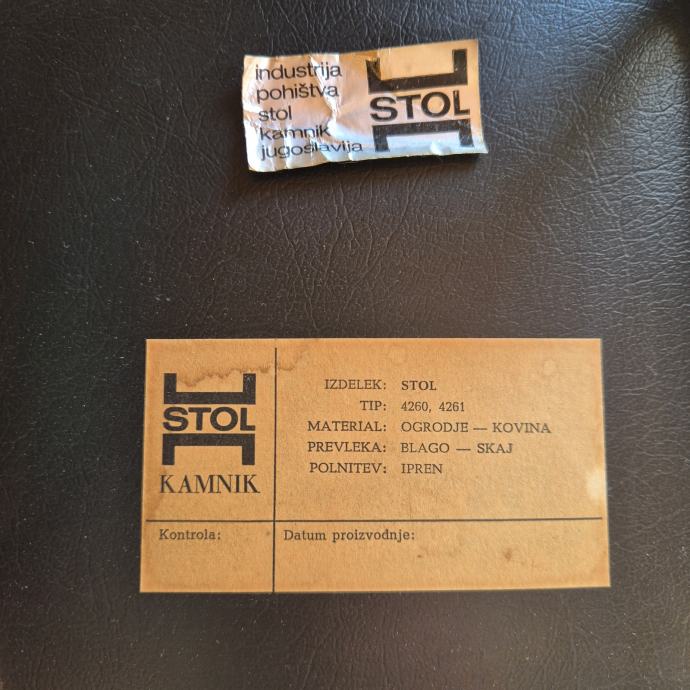 industrija
pohištva
stol
kamnik
jugoslavija
STOL
STOL
KAMNIK
IZDELEK: STOL
TIP: 4260, 4261
MATERIAL: OGRODJE — KOVINA
PREVLEKA: BLAGO — SKAJ
POLNITEV: IPREN
Kontrola:
Datum proizvodnje: